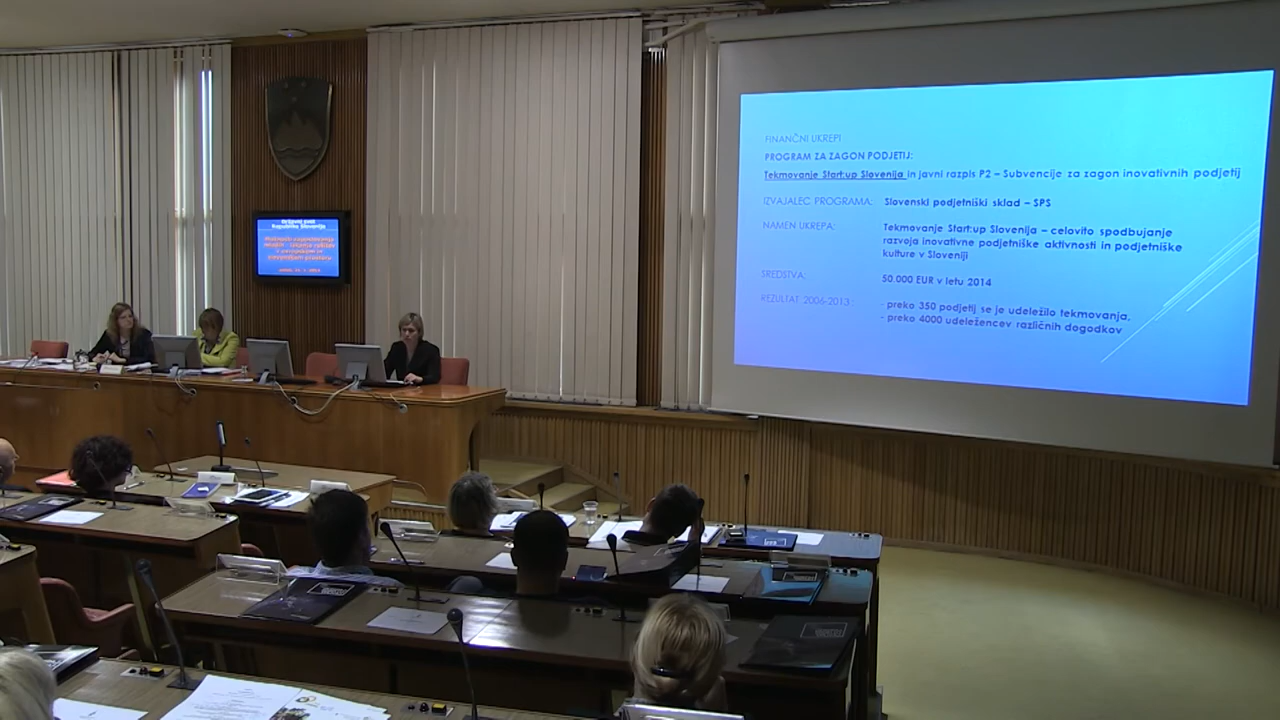 Državni svet
Republike Slovenije
FINANČNI UKREPI
PROGRAM ZA ZAGON PODJETIJ:
Tekmovanje Start:up Slovenija in javni razpis P2 – Subvencije za zagon inovativnih podjetij
IZVAJALEC PROGRAMA: Slovenski podjetniški sklad – SPS
NAMEN UKREPA: Tekmovanje Start:up Slovenija – celovito spodbujanje
razvoja inovativne podjetniške aktivnosti in podjetniške
kulture v Sloveniji
SREDSTVA: 50.000 EUR v letu 2014
REZULTAT 2006-2013: - preko 350 podjetij se je udeležilo tekmovanja,
- preko 4000 udeležencev različnih dogodkov